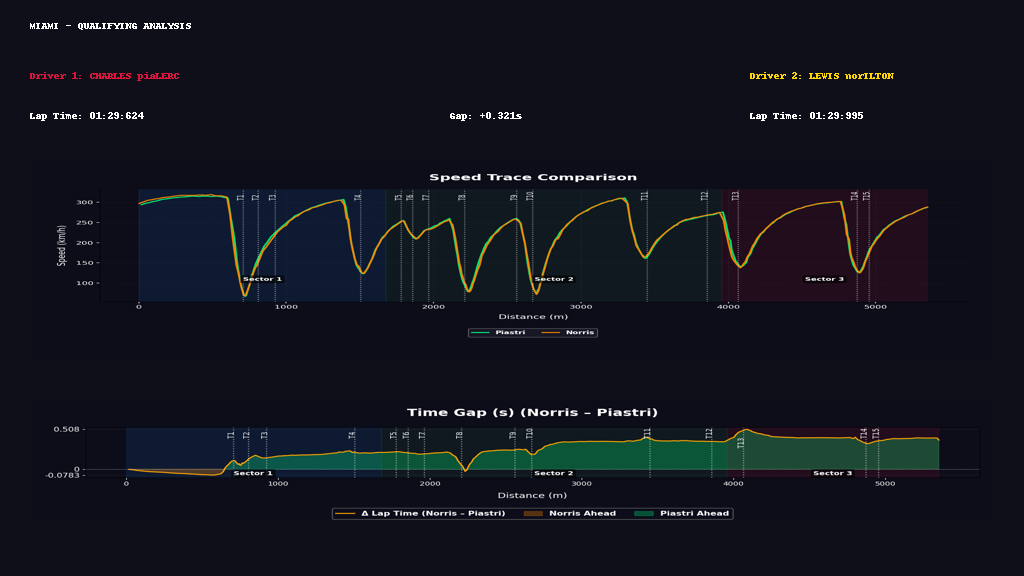 MIAMI - QUALIFYING ANALYSIS
Driver 1: CHARLES piaLERC
Driver 2: LEWIS norILTON
Lap Time: 01:29:624
Gap: +0.321s
Lap Time: 01:29:995
Speed Trace Comparison
Speed (km/h)
300
250
200
150
100
T1 T2 T3 T4 T5 T6 T7 T8 T9 T10 T11 T12 T13 T14 T15
Sector 1 Sector 2 Sector 3
0 1000 2000 3000 4000 5000
Distance (m)
Piastri Norris
Time Gap (s) (Norris – Piastri)
0.508
0
-0.0783
T1 T2 T3 T4 T5 T6 T7 T8 T9 T10 T11 T12 T13 T14 T15
Sector 1 Sector 2 Sector 3
0 1000 2000 3000 4000 5000
Distance (m)
Δ Lap Time (Norris – Piastri) Norris Ahead Piastri Ahead